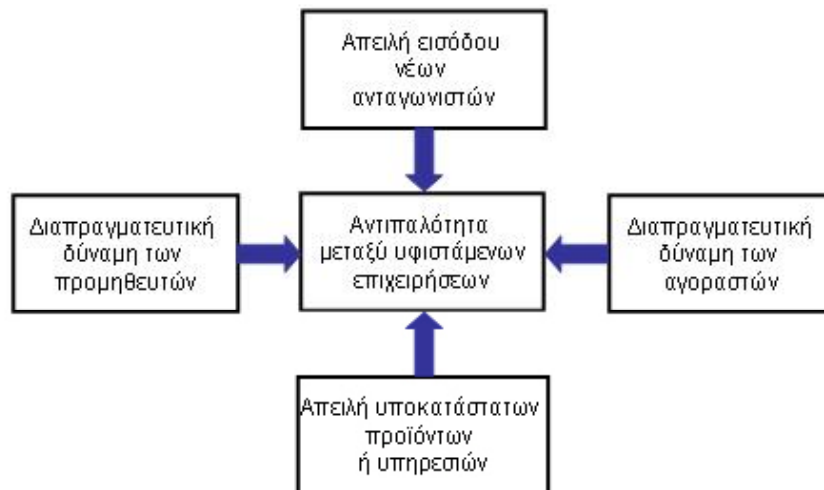 Απειλή εισόδου
νέων
ανταγωνιστών
Διαπραγματευτική
δύναμη των
προμηθευτών
Αντιπαλότητα
μεταξύ υφιστάμενων
επιχειρήσεων
Διαπραγματευτική
δύναμη των
αγοραστών
Απειλή υποκατάστατων
προϊόντων
ή υπηρεσιών